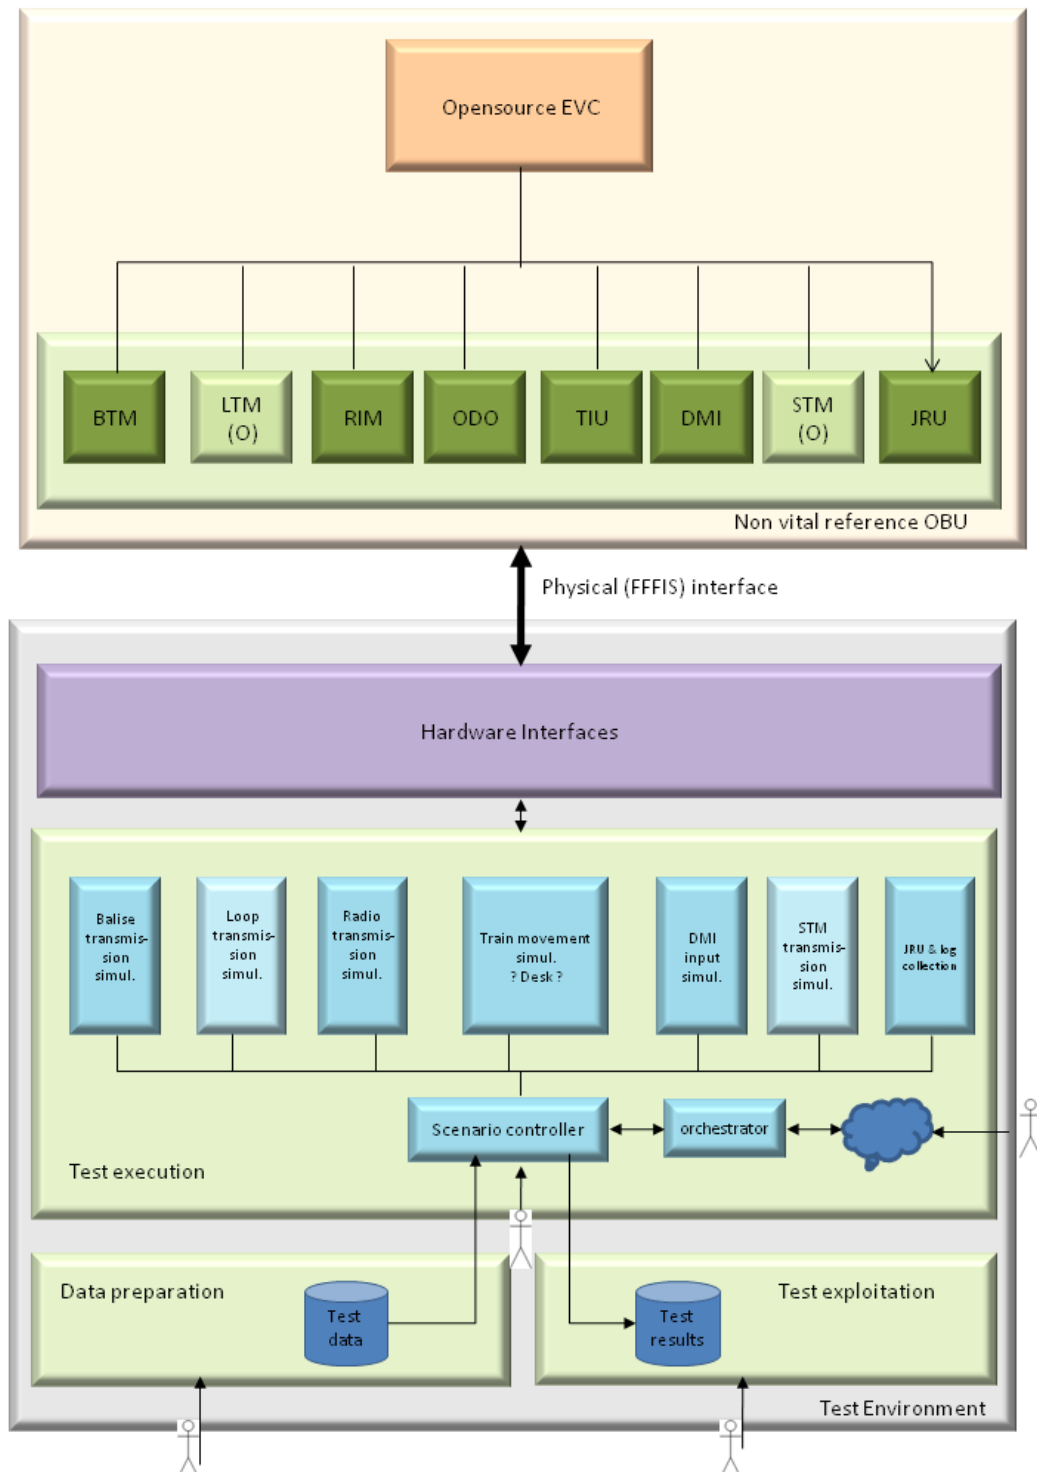 Opensource EVC
BTM
LTM
(O)
RIM
ODO
TIU
DMI
STM
(O)
JRU
Non vital reference OBU
Physical (FFFIS) interface
Hardware Interfaces
Balise
transmis-
sion
simul.
Loop
transmis-
sion
simul.
Radio
transmis-
sion
simul.
Train movement
simul.
? Desk ?
DMI
input
simul.
STM
transmis-
sion
simul.
JRU & log
collection
Scenario controller
orchestrator
Test execution
Data preparation
Test
data
Test exploitation
Test
results
Test Environment